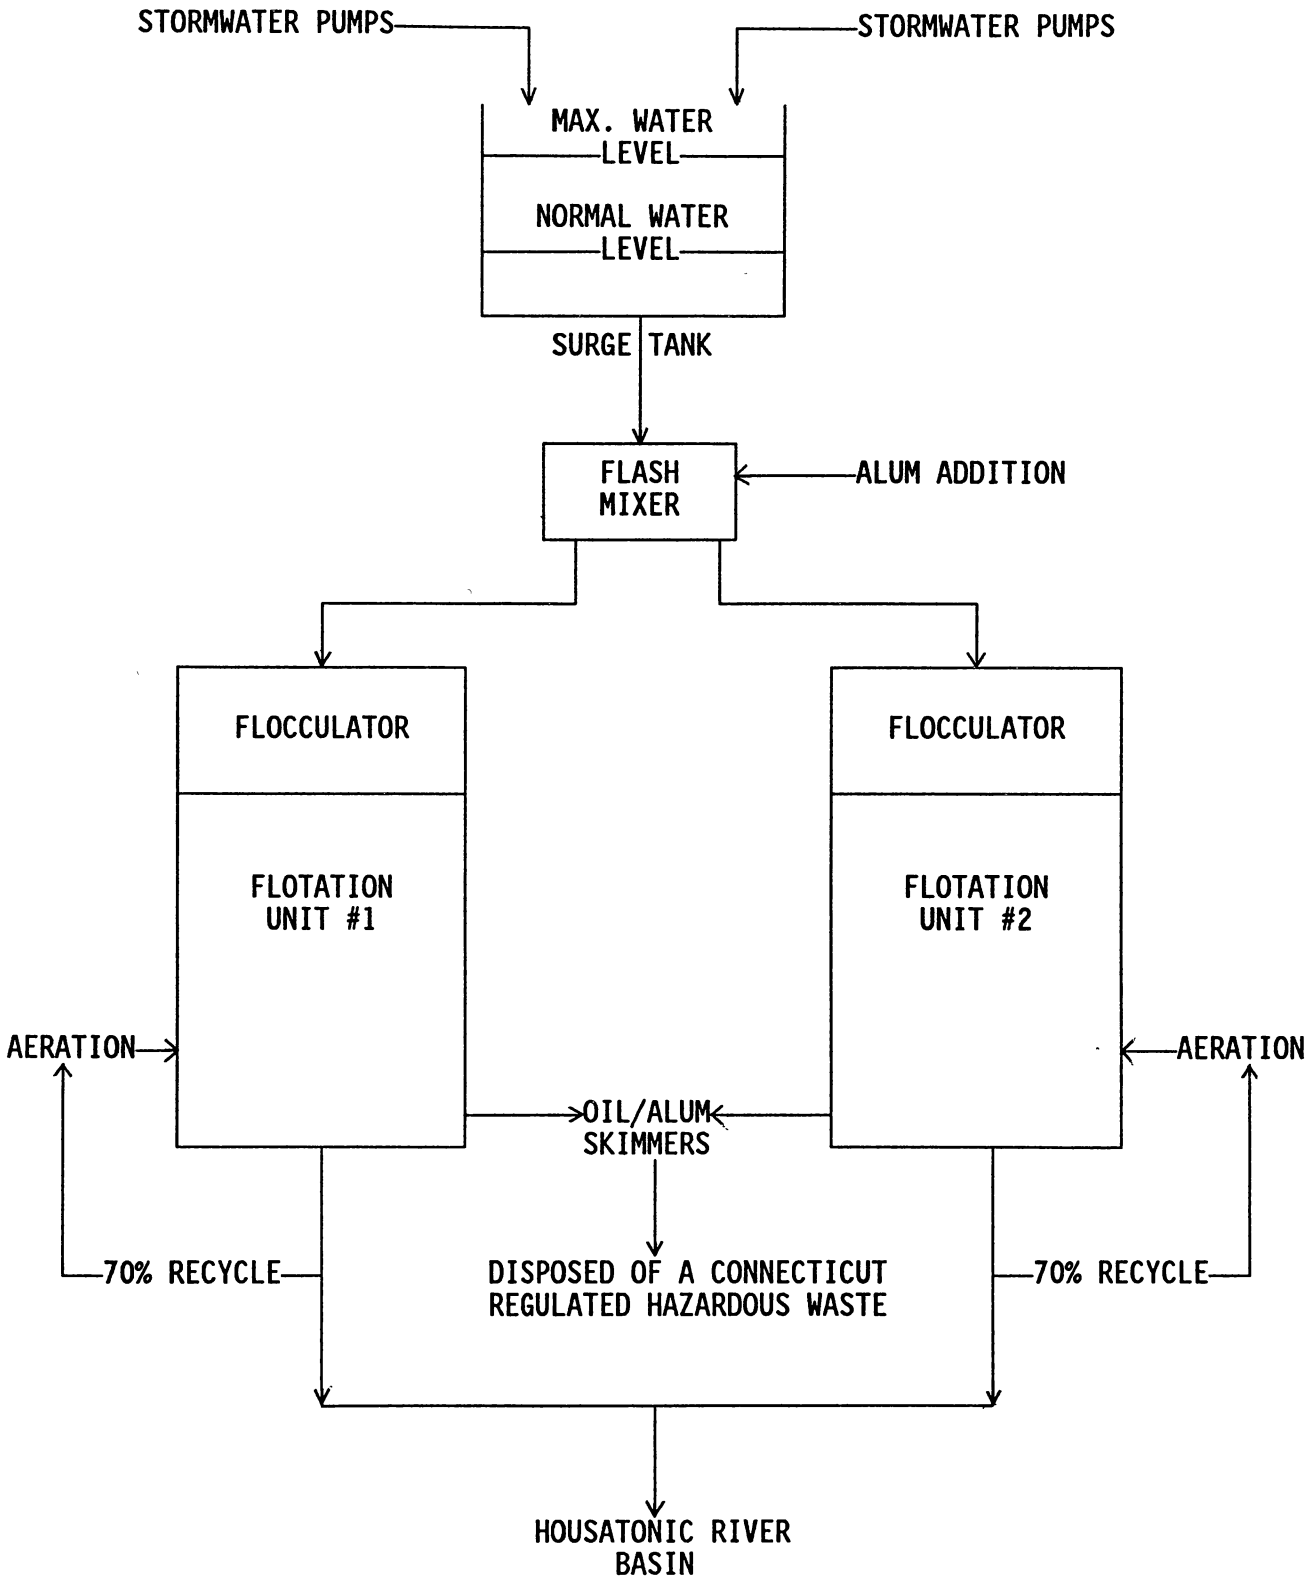 STORMWATER PUMPS
STORMWATER PUMPS
MAX. WATER
LEVEL
NORMAL WATER
LEVEL
SURGE TANK
FLASH
MIXER
ALUM ADDITION
FLOCCULATOR
FLOCCULATOR
FLOTATION
UNIT #1
FLOTATION
UNIT #2
AERATION
AERATION
OIL/ALUM
SKIMMERS
70% RECYCLE
DISPOSED OF A CONNECTICUT
REGULATED HAZARDOUS WASTE
70% RECYCLE
HOUSATONIC RIVER
BASIN